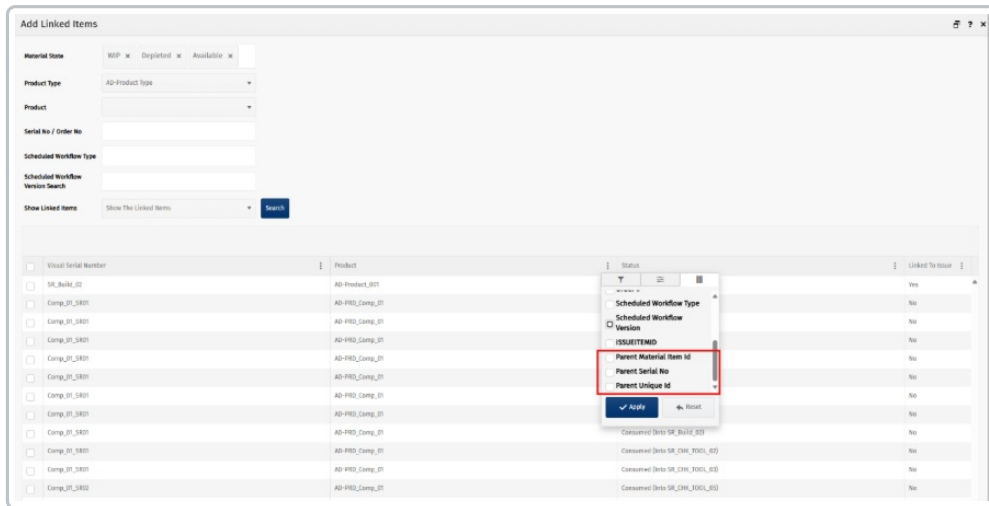 Add Linked Items
?
Material State WIP x Depleted x Available x
Product Type AD-Product Type
Product
Serial No / Order No
Scheduled Workflow Type
Scheduled Workflow
Version Search
Show Linked Items Show The Linked Items Search
Visual Serial Number Product Status Linked To Issue
SR_Build_02 AD-Product_001 Yes
Comp_01_SR01 AD-PRD_Comp_01 No
Comp_01_SR01 AD-PRD_Comp_01 No
Comp_01_SR01 AD-PRD_Comp_01 No
Comp_01_SR01 AD-PRD_Comp_01 No
Comp_01_SR01 AD-PRD_Comp_01 No
Comp_01_SR01 AD-PRD_Comp_01 No
Comp_01_SR01 AD-PRD_Comp_01 No
Comp_01_SR01 AD-PRD_Comp_01 Consumed (Into SR_Build_02) No
Comp_01_SR01 AD-PRD_Comp_01 Consumed (Into SR_CHK_TOOL_02) No
Comp_01_SR01 AD-PRD_Comp_01 Consumed (Into SR_CHK_TOOL_03) No
Comp_01_SR02 AD-PRD_Comp_01 Consumed (Into SR_CHK_TOOL_05) No
Scheduled Workflow Type
Scheduled Workflow
Version
ISSUEITEMID
Parent Material Item Id
Parent Serial No
Parent Unique Id
Apply Reset